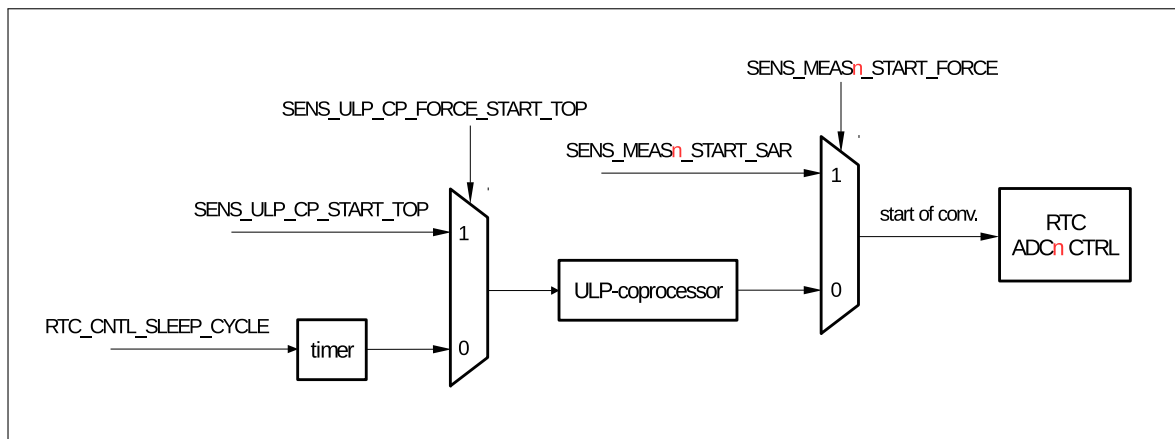 SENS_MEASn_START_FORCE
SENS_ULP_CP_FORCE_START_TOP
SENS_MEASn_START_SAR
1
SENS_ULP_CP_START_TOP
1
start of conv.
RTC
ADCn CTRL
ULP-coprocessor
0
RTC_CNTL_SLEEP_CYCLE
timer
0